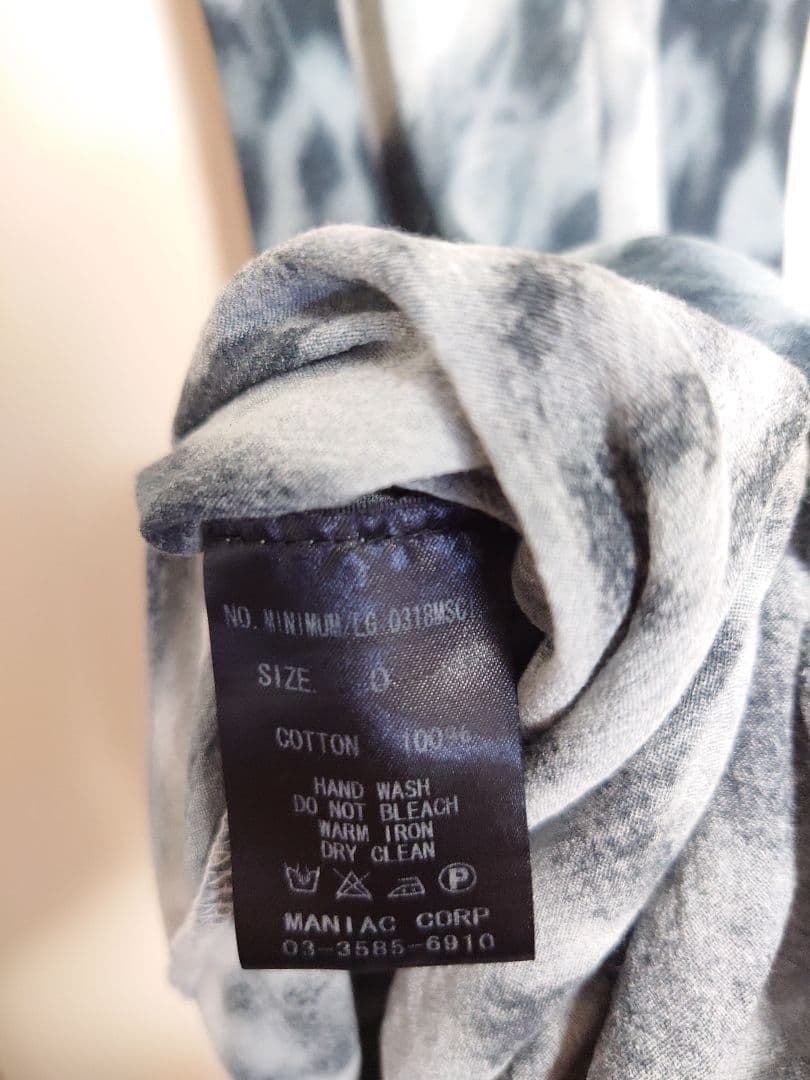 NO. MINIMUM/LG 0318MSC
SIZE 0
COTTON 100%
HAND WASH
DO NOT BLEACH
WARM IRON
DRY CLEAN
P
MANIAC CORP
03-3585-6910